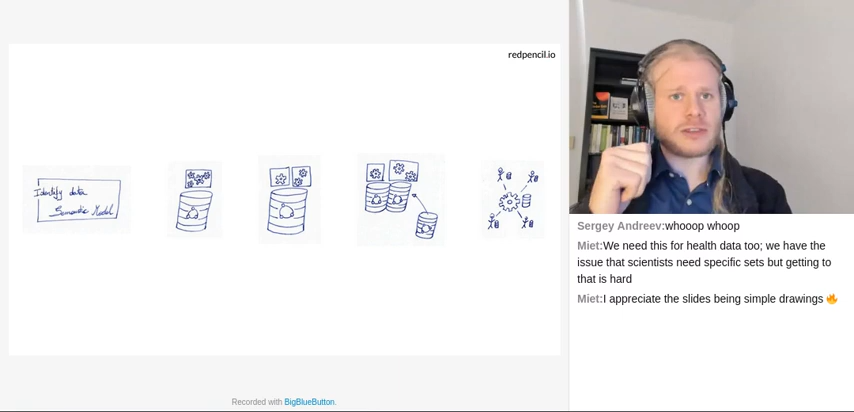 redpencil.io
Identify data
Semantic Model
Sergey Andreev:whooop whoop
Miet:We need this for health data too; we have the
issue that scientists need specific sets but getting to
that is hard
Miet:I appreciate the slides being simple drawings 🔥
Recorded with BigBlueButton.